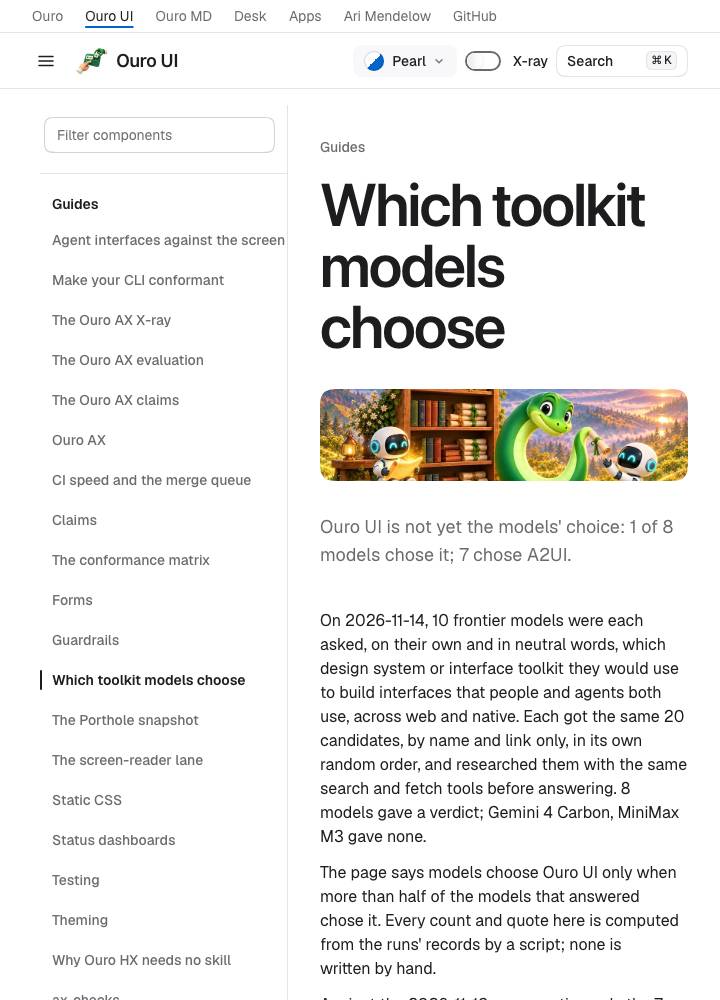 Ouro
Ouro UI
Ouro MD
Desk
Apps
Ari Mendelow
GitHub
Ouro UI
Pearl
X-ray
Search
⌘ K
Filter components
Guides
Agent interfaces against the screen
Make your CLI conformant
The Ouro AX X-ray
The Ouro AX evaluation
The Ouro AX claims
Ouro AX
CI speed and the merge queue
Claims
The conformance matrix
Forms
Guardrails
Which toolkit models choose
The Porthole snapshot
The screen-reader lane
Static CSS
Status dashboards
Testing
Theming
Why Ouro HX needs no skill
Guides
Which toolkit
models
choose
Ouro UI is not yet the models' choice: 1 of 8
models chose it; 7 chose A2UI.
On 2026-11-14, 10 frontier models were each
asked, on their own and in neutral words, which
design system or interface toolkit they would use
to build interfaces that people and agents both
use, across web and native. Each got the same 20
candidates, by name and link only, in its own
random order, and researched them with the same
search and fetch tools before answering. 8
models gave a verdict; Gemini 4 Carbon, MiniMax
M3 gave none.
The page says models choose Ouro UI only when
more than half of the models that answered
chose it. Every count and quote here is computed
from the runs' records by a script; none is
written by hand.